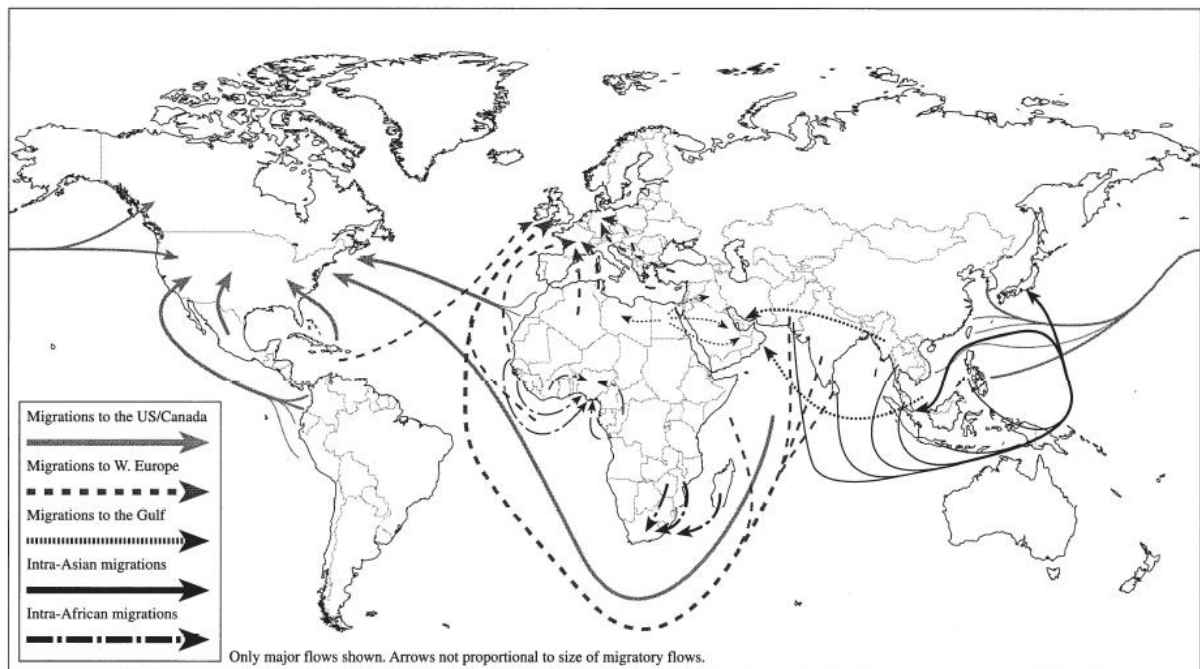 Migrations to the US/Canada
Migrations to W. Europe
Migrations to the Gulf
Intra-Asian migrations
Intra-African migrations
Only major flows shown. Arrows not proportional to size of migratory flows.